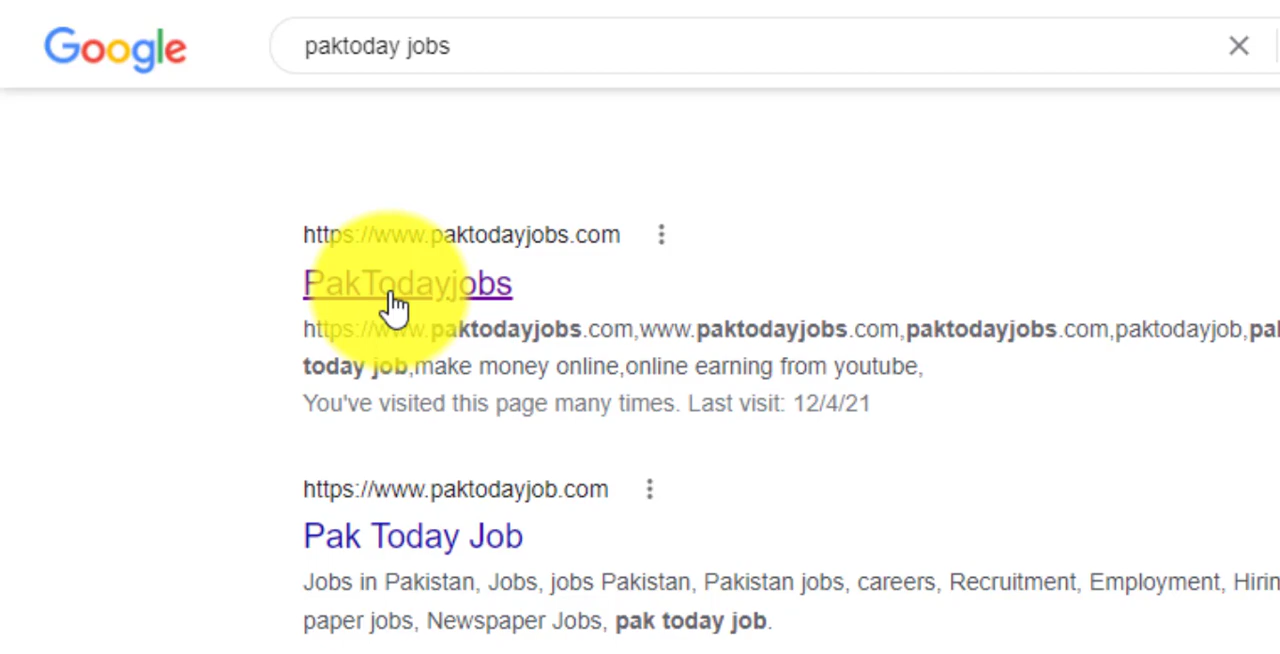 Google
paktoday jobs
https://www.paktodayjobs.com
PakTodayjobs
https://www.paktodayjobs.com,www.paktodayjobs.com,paktodayjobs.com,paktodayjob,
today job,make money online,online earning from youtube,
You've visited this page many times. Last visit: 12/4/21
https://www.paktodayjob.com
Pak Today Job
Jobs in Pakistan, Jobs, jobs Pakistan, Pakistan jobs, careers, Recruitment, Employment,
paper jobs, Newspaper Jobs, pak today job.